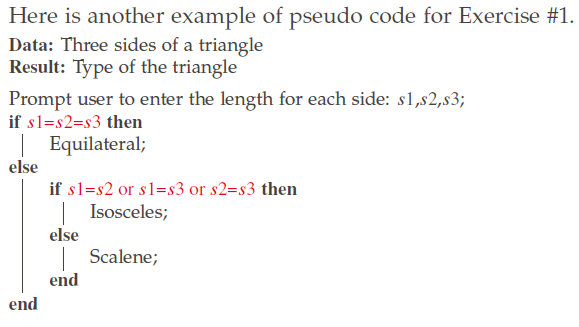 Here is another example of pseudo code for Exercise #1.
Data: Three sides of a triangle
Result: Type of the triangle
Prompt user to enter the length for each side: s1,s2,s3;
if s1=s2=s3 then
Equilateral;
else
if s1=s2 or s1=s3 or s2=s3 then
Isosceles;
else
Scalene;
end
end